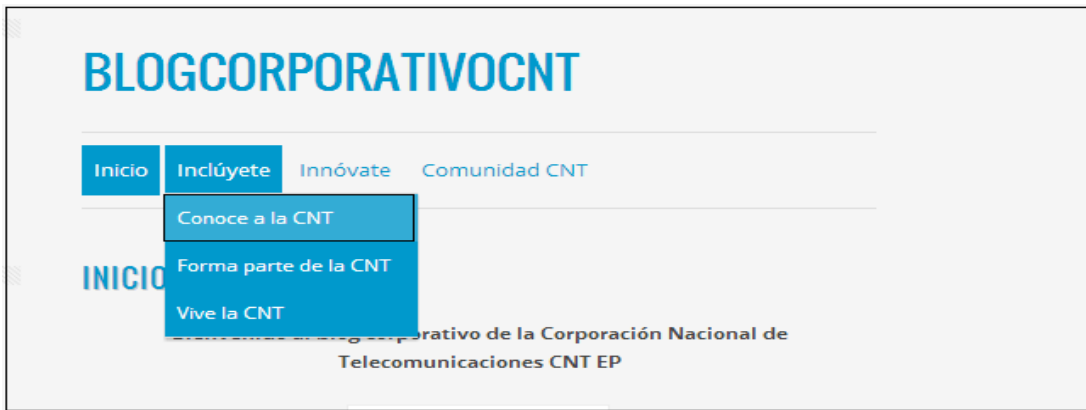 BLOGCORPORATIVOCNT
Inicio Inclúyete Innóvate Comunidad CNT
Conoce a la CNT
Forma parte de la CNT
Vive la CNT
INICIO
corporativo de la Corporación Nacional de
Telecomunicaciones CNT EP